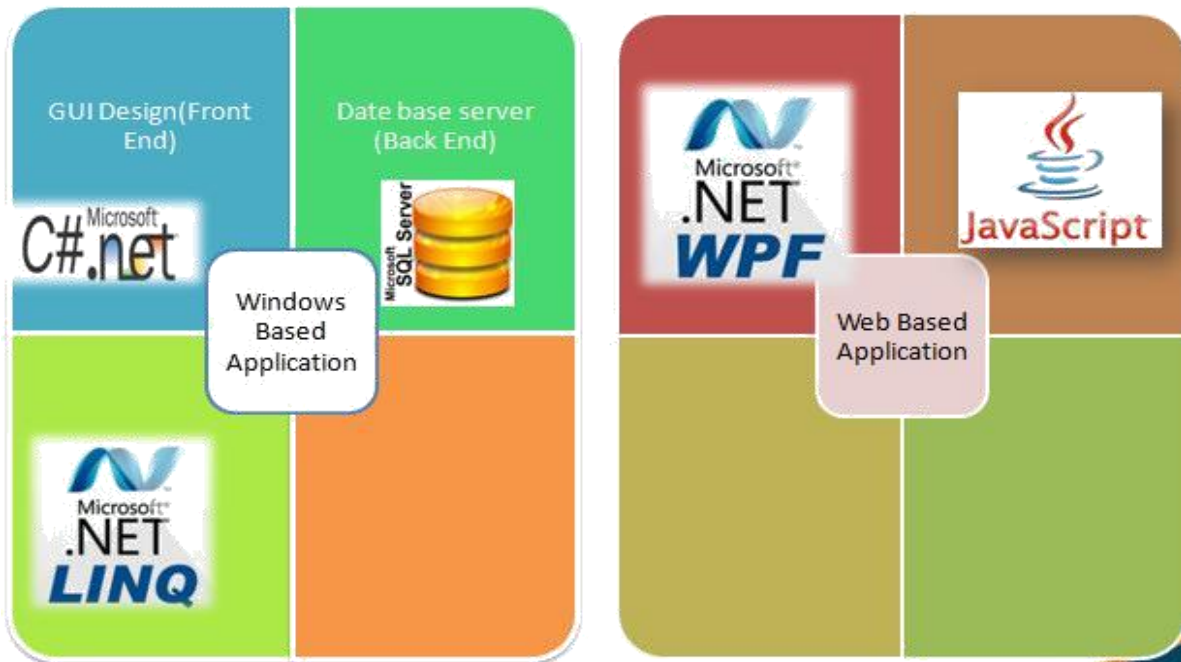 GUI Design(Front
End)
C#
Microsoft
.net
Date base server
(Back End)
Microsoft
SQL Server
Windows
Based
Application
Microsoft
.NET
LINQ
Microsoft
.NET
WPF
JavaScript
Web Based
Application